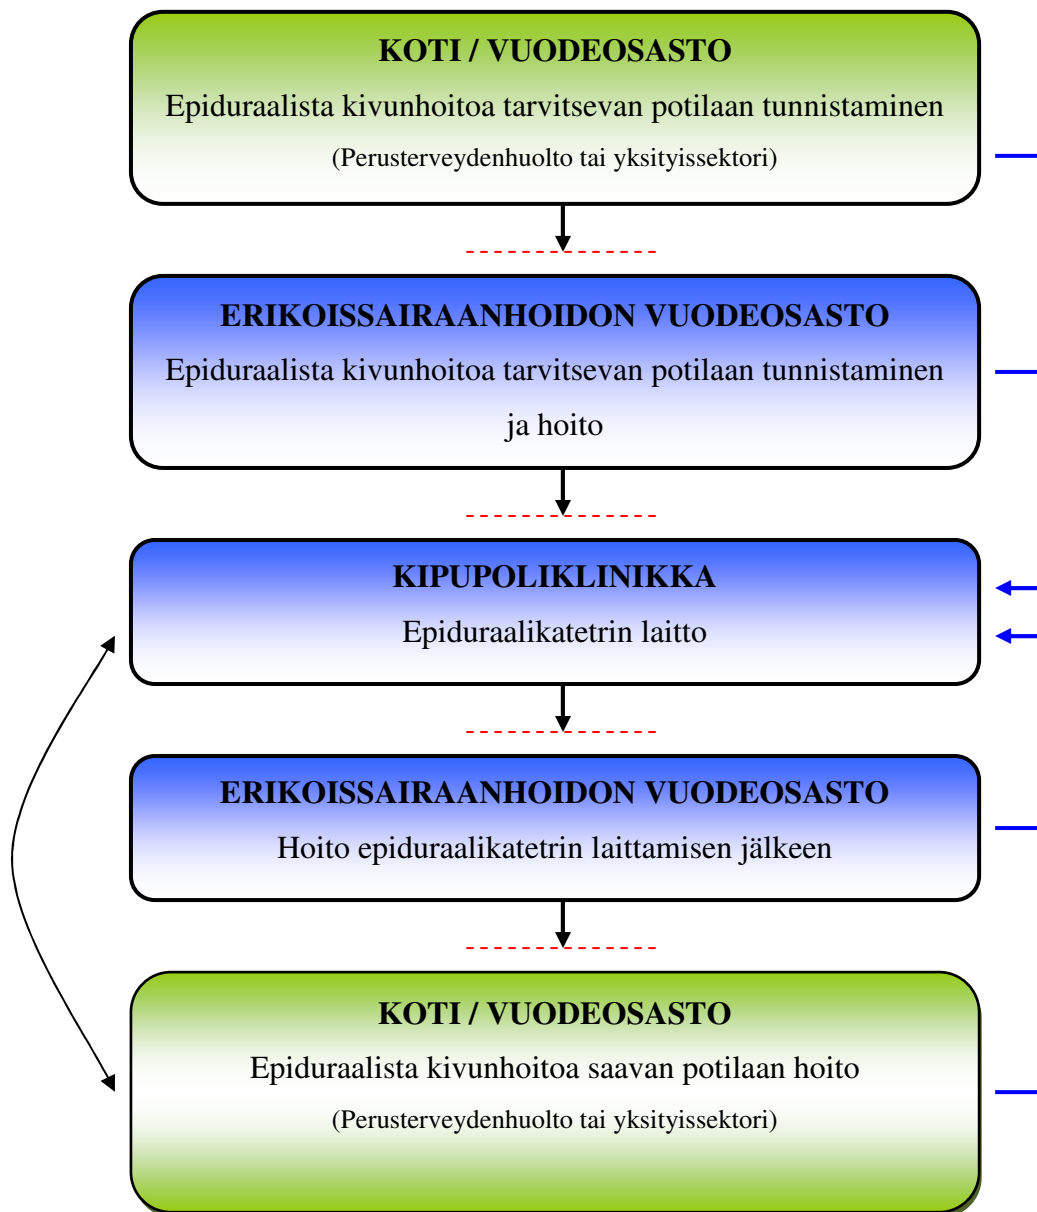 KOTI / VUODEOSASTO
Epiduraalista kivunhoitoa tarvitsevan potilaan tunnistaminen
(Perusterveydenhuolto tai yksityissektori)
ERIKOISSAIRAANHOIDON VUODEOSASTO
Epiduraalista kivunhoitoa tarvitsevan potilaan tunnistaminen
ja hoito
KIPUPOLIKLINIKKA
Epiduraalikatetrin laitto
ERIKOISSAIRAANHOIDON VUODEOSASTO
Hoito epiduraalikatetrin laittamisen jälkeen
KOTI / VUODEOSASTO
Epiduraalista kivunhoitoa saavan potilaan hoito
(Perusterveydenhuolto tai yksityissektori)